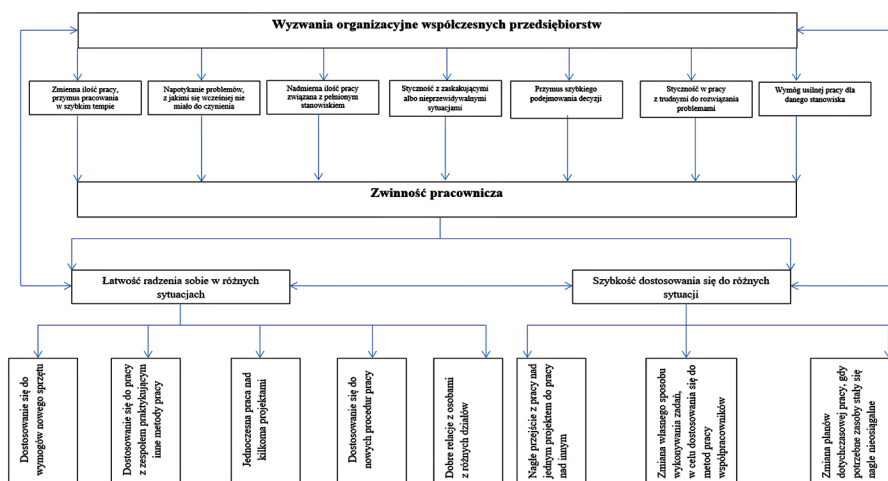 Wyzwania organizacyjne współczesnych przedsiębiorstw
Zmienna ilość pracy,
przymus pracowania
w szybkim tempie
Napotykanie problemów,
z jakimi się wcześniej nie
miało do czynienia
Nadmierna ilość pracy
związana z pełnionym
stanowiskiem
Styczność z zaskakującymi
albo nieprzewidywalnymi
sytuacjami
Przymus szybkiego
podejmowania decyzji
Styczność w pracy
z trudnymi do rozwiązania
problemami
Wymóg usilnej pracy dla
danego stanowiska
Zwinność pracownicza
Łatwość radzenia sobie w różnych
sytuacjach
Szybkość dostosowania się do różnych
sytuacji
Dostosowanie się do
wymogów nowego sprzętu
Dostosowanie się do pracy
z zespołem praktykującym
inne metody pracy
Jednoczesna praca nad
kilkoma projektami
Dostosowanie się do
nowych procedur pracy
Dobre relacje z osobami
z różnych działów
Nagłe przejście z pracy nad
jednym projektem do pracy
nad innym
Zmiana własnego sposobu
wykonywania zadań,
w celu dostosowania się do
metod pracy
współpracowników
Zmiana planów
dotychczasowej pracy, gdy
potrzebne zasoby stały się
nagle nieosiągalne